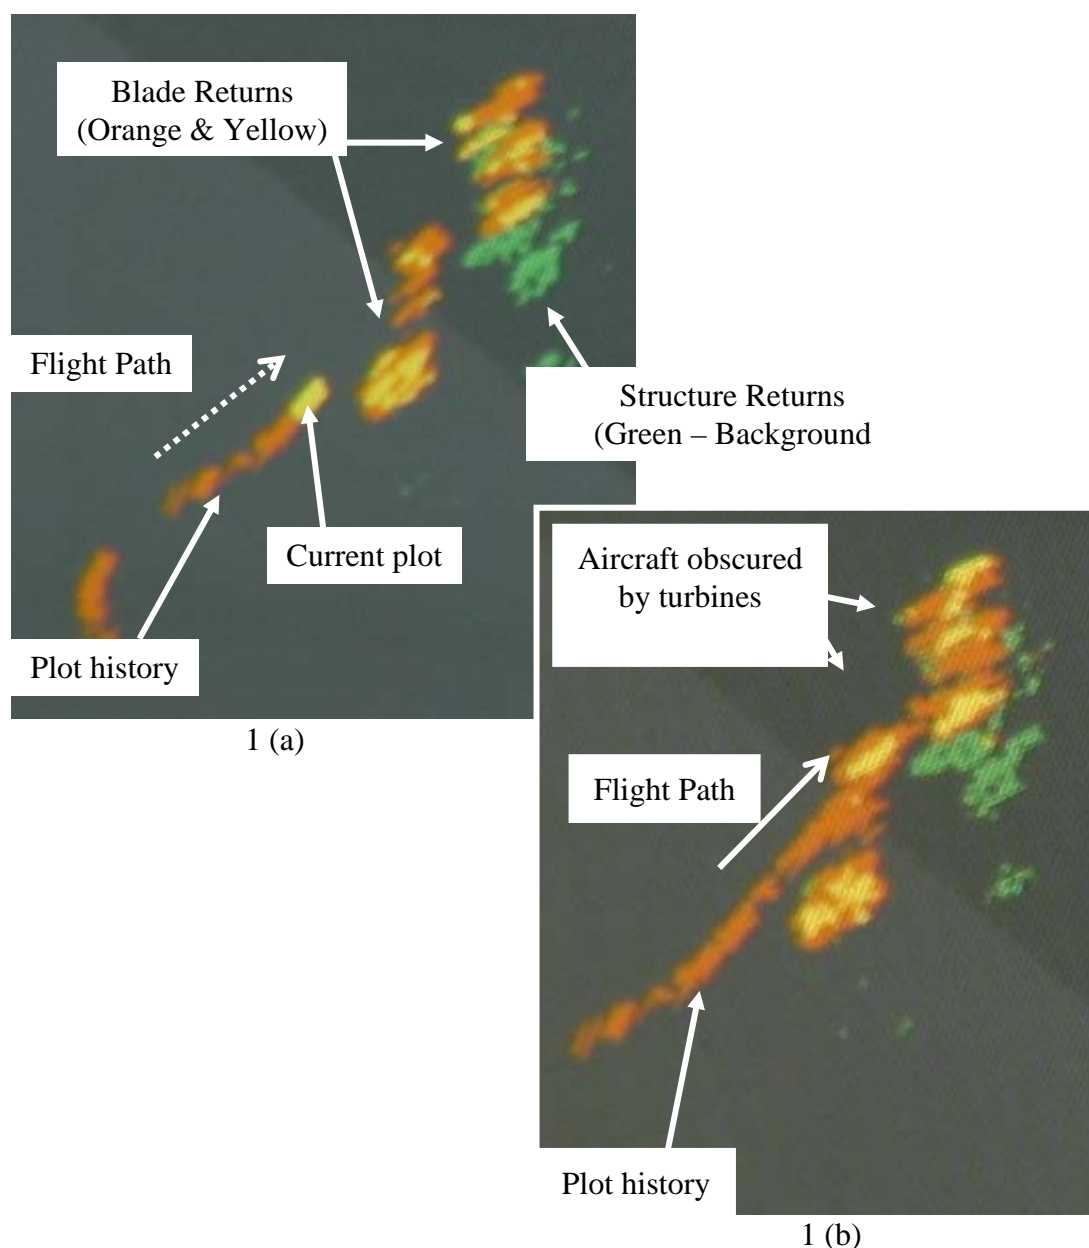 Blade Returns
(Orange & Yellow)
Flight Path
Structure Returns
(Green – Background
Current plot
Plot history
1 (a)
Aircraft obscured
by turbines
Flight Path
Plot history
1 (b)